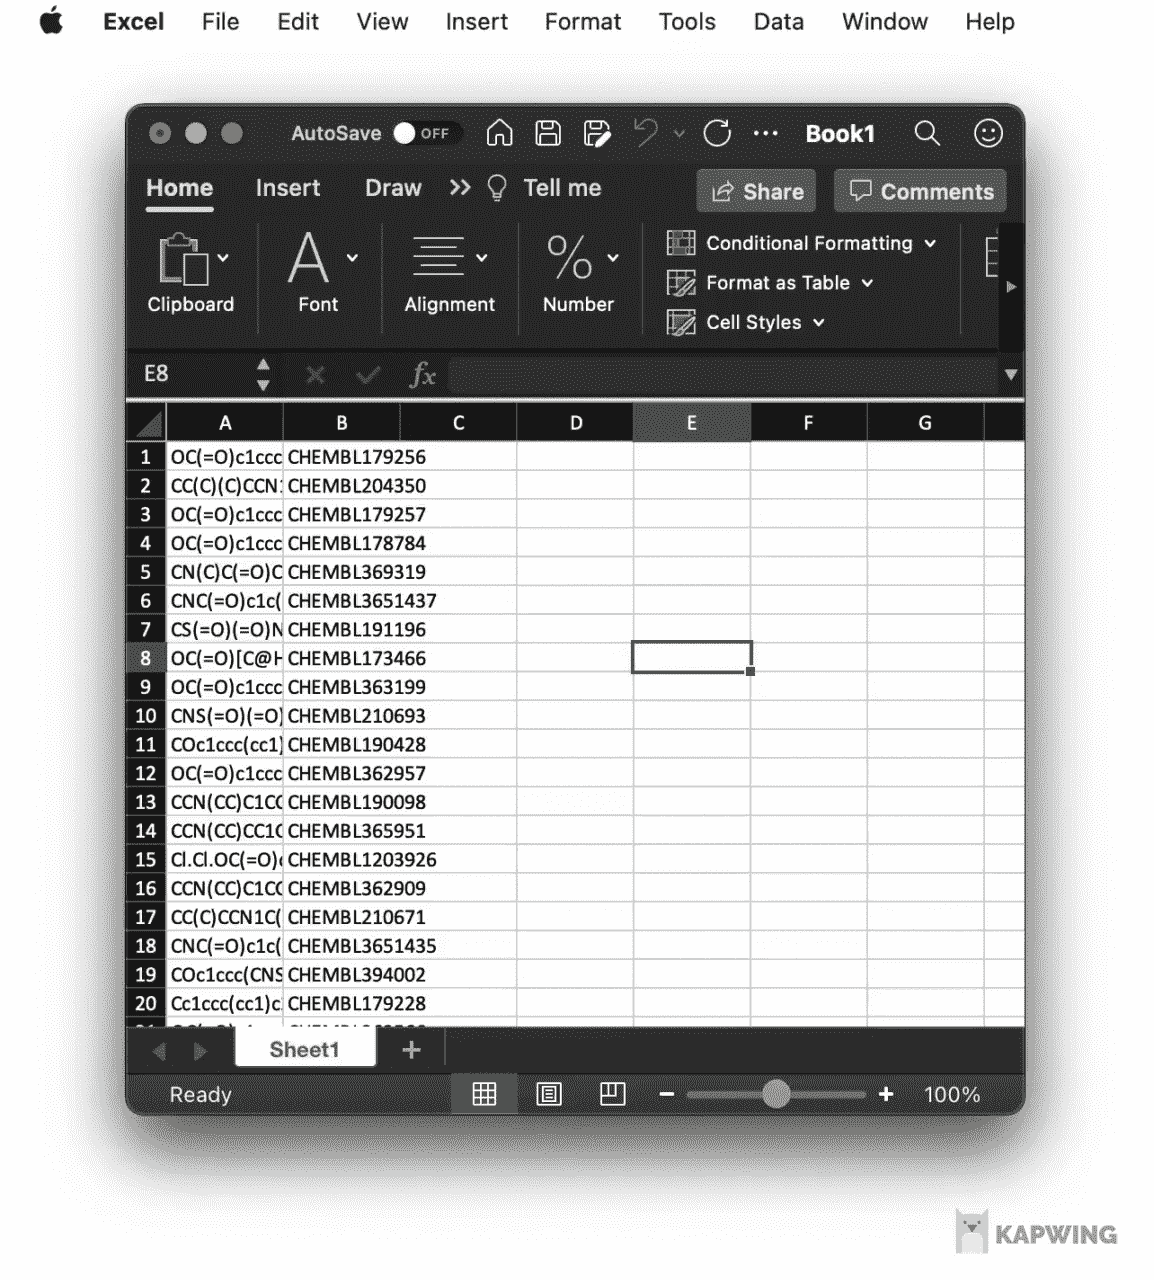 Excel File Edit View Insert Format Tools Data Window Help
AutoSave OFF Book1
Home Insert Draw >> Tell me Share Comments
Clipboard Font Alignment Number
Conditional Formatting
Format as Table
Cell Styles
E8 fx
A B C D E F G
1 OC(=O)c1ccc CHEMBL179256
2 CC(C)(C)CCN1 CHEMBL204350
3 OC(=O)c1ccc CHEMBL179257
4 OC(=O)c1ccc CHEMBL178784
5 CN(C)C(=O)C CHEMBL369319
6 CNC(=O)c1c( CHEMBL3651437
7 CS(=O)(=O)N CHEMBL191196
8 OC(=O)[C@H CHEMBL173466
9 OC(=O)c1ccc CHEMBL363199
10 CNS(=O)(=O) CHEMBL210693
11 COc1ccc(cc1) CHEMBL190428
12 OC(=O)c1ccc CHEMBL362957
13 CCN(CC)C1CC CHEMBL190098
14 CCN(CC)CC1C CHEMBL365951
15 Cl.Cl.OC(=O)c CHEMBL1203926
16 CCN(CC)C1CC CHEMBL362909
17 CC(C)CCN1C( CHEMBL210671
18 CNC(=O)c1c( CHEMBL3651435
19 COc1ccc(CNS CHEMBL394002
20 Cc1ccc(cc1)c CHEMBL179228
Sheet1 +
Ready 100%
KAPWING